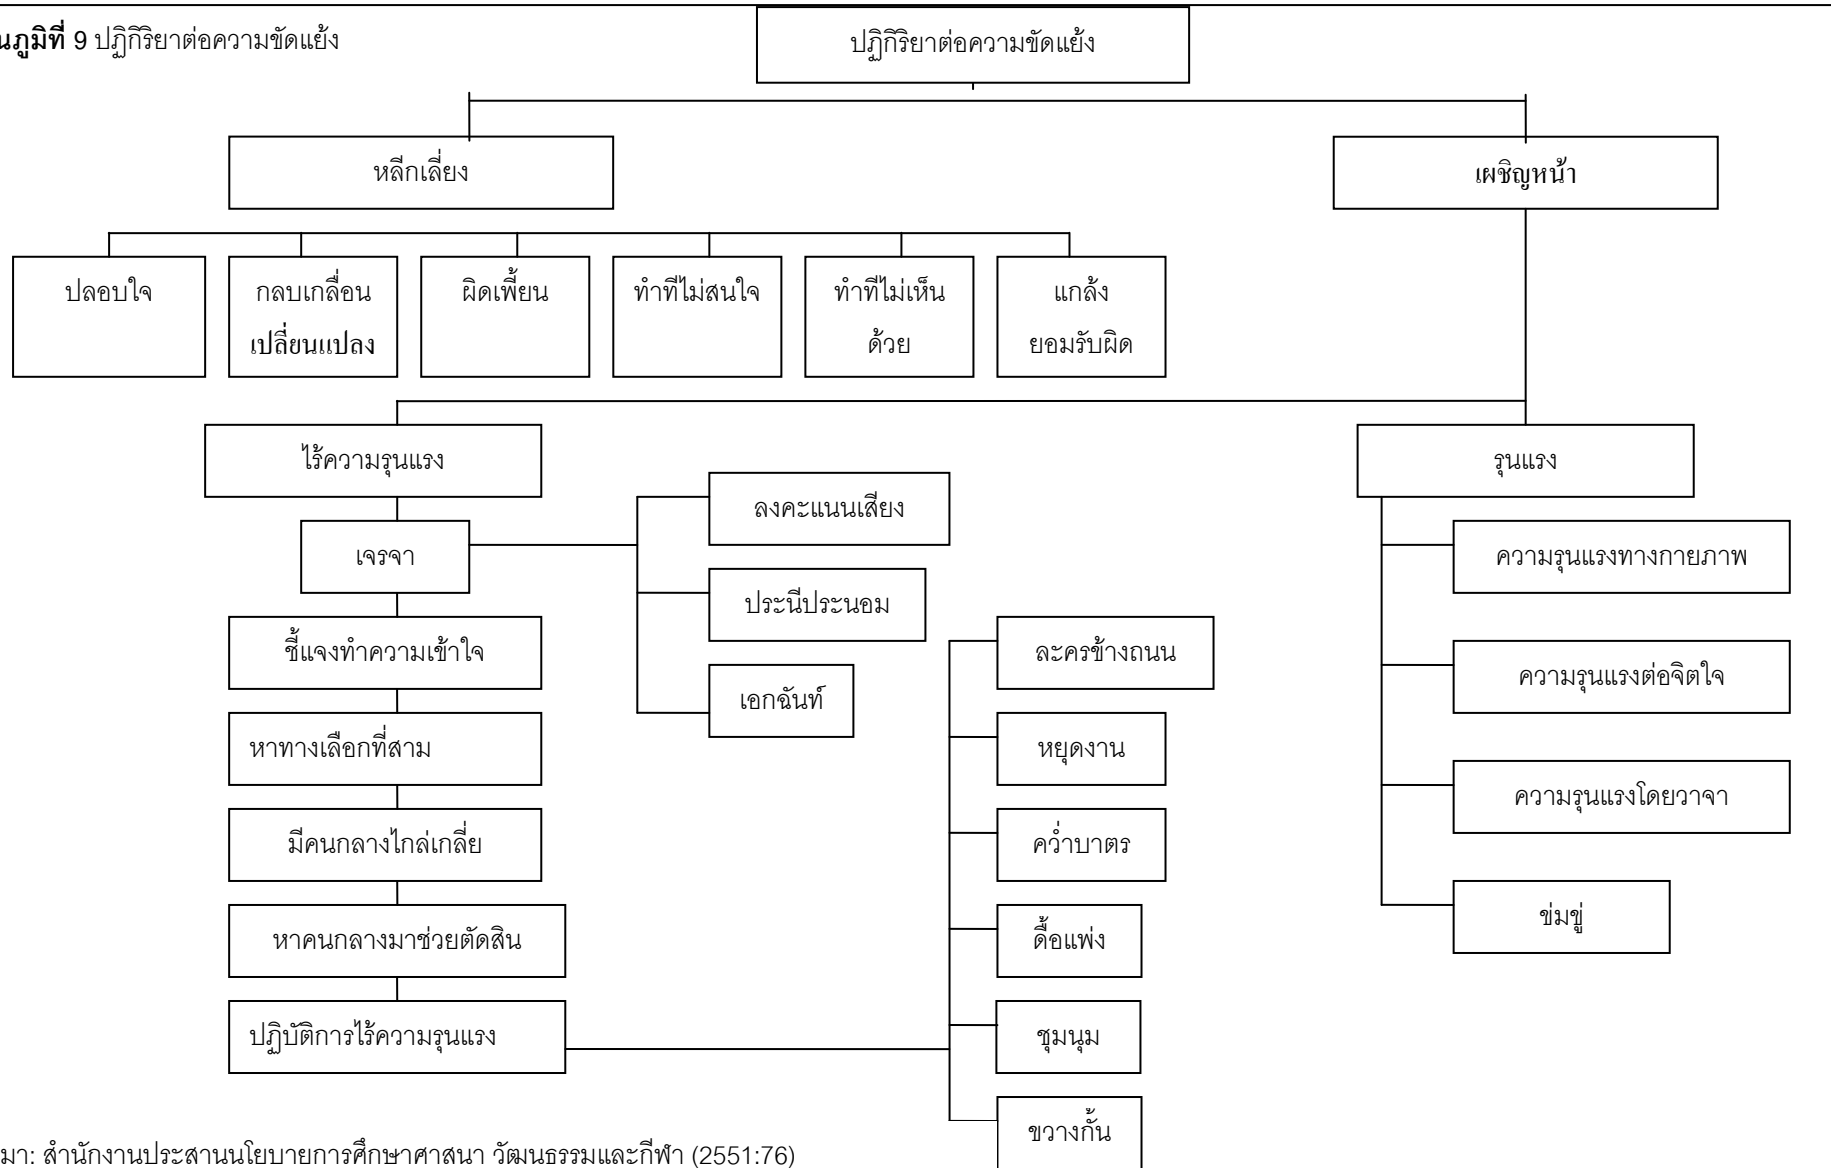 นภูมิที่ 9 ปฏิกิริยาต่อความขัดแย้ง
ปฏิกิริยาต่อความขัดแย้ง
หลีกเลี่ยง
เผชิญหน้า
ปลอบใจ
กลบเกลื่อน
เปลี่ยนแปลง
ผิดเพี้ยน
ทำทีไม่สนใจ
ทำทีไม่เห็น
ด้วย
แกล้ง
ยอมรับผิด
ไร้ความรุนแรง
รุนแรง
เจรจา
ลงคะแนนเสียง
ประนีประนอม
เอกฉันท์
ชี้แจงทำความเข้าใจ
หาทางเลือกที่สาม
มีคนกลางไกล่เกลี่ย
หาคนกลางมาช่วยตัดสิน
ปฏิบัติการไร้ความรุนแรง
ละครข้างถนน
หยุดงาน
คว่ำบาตร
ดื้อแพ่ง
ชุมนุม
ขวางกั้น
ความรุนแรงทางกายภาพ
ความรุนแรงต่อจิตใจ
ความรุนแรงโดยวาจา
ข่มขู่
มา: สำนักงานประสานนโยบายการศึกษาศาสนา วัฒนธรรมและกีฬา (2551:76)